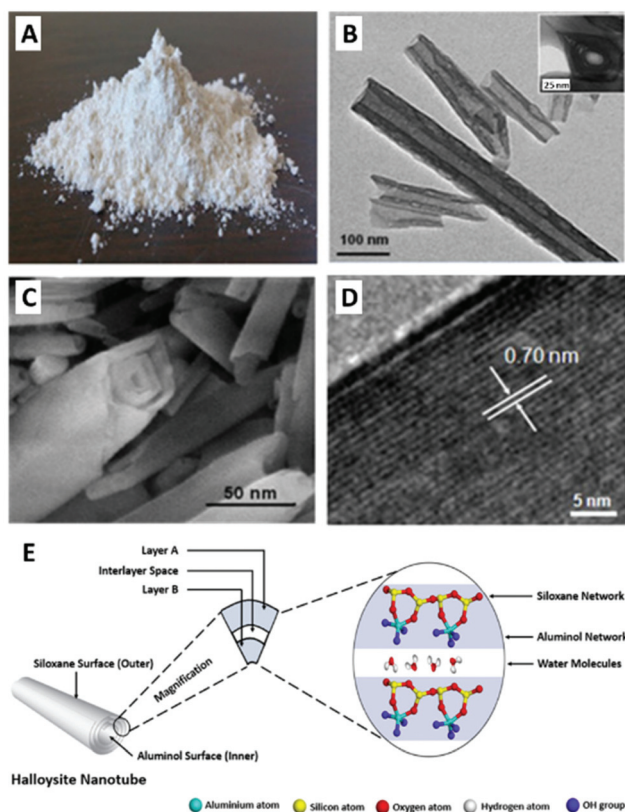 A
B
25 nm
100 nm
C
50 nm
D
0.70 nm
5 nm
E
Layer A
Interlayer Space
Layer B
Siloxane Surface (Outer)
Magnification
Aluminol Surface (Inner)
Halloysite Nanotube
Siloxane Network
Aluminol Network
Water Molecules
Aluminium atom Silicon atom Oxygen atom Hydrogen atom OH group